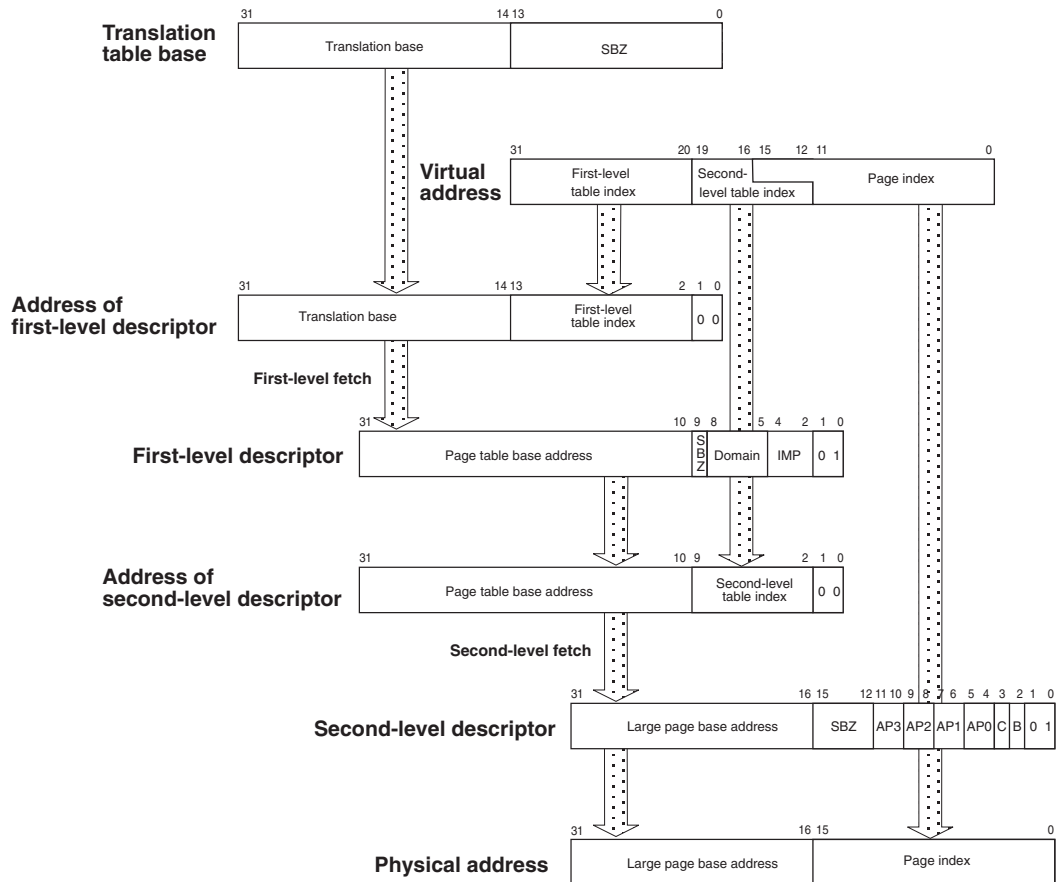 31 14 13 0
Translation table base
Translation base SBZ
31 20 19 16 15 12 11 0
Virtual address
First-level table index
Second-level table index
Page index
31 14 13 2 1 0
Address of first-level descriptor
Translation base
First-level table index
0 0
First-level fetch
31 10 9 8 5 4 2 1 0
First-level descriptor
Page table base address
SBZ
Domain IMP 0 1
31 10 9 2 1 0
Address of second-level descriptor
Page table base address
Second-level table index
0 0
Second-level fetch
31 16 15 12 11 10 9 8 7 6 5 4 3 2 1 0
Second-level descriptor
Large page base address SBZ AP3 AP2 AP1 AP0 C B 0 1
31 16 15 0
Physical address
Large page base address Page index